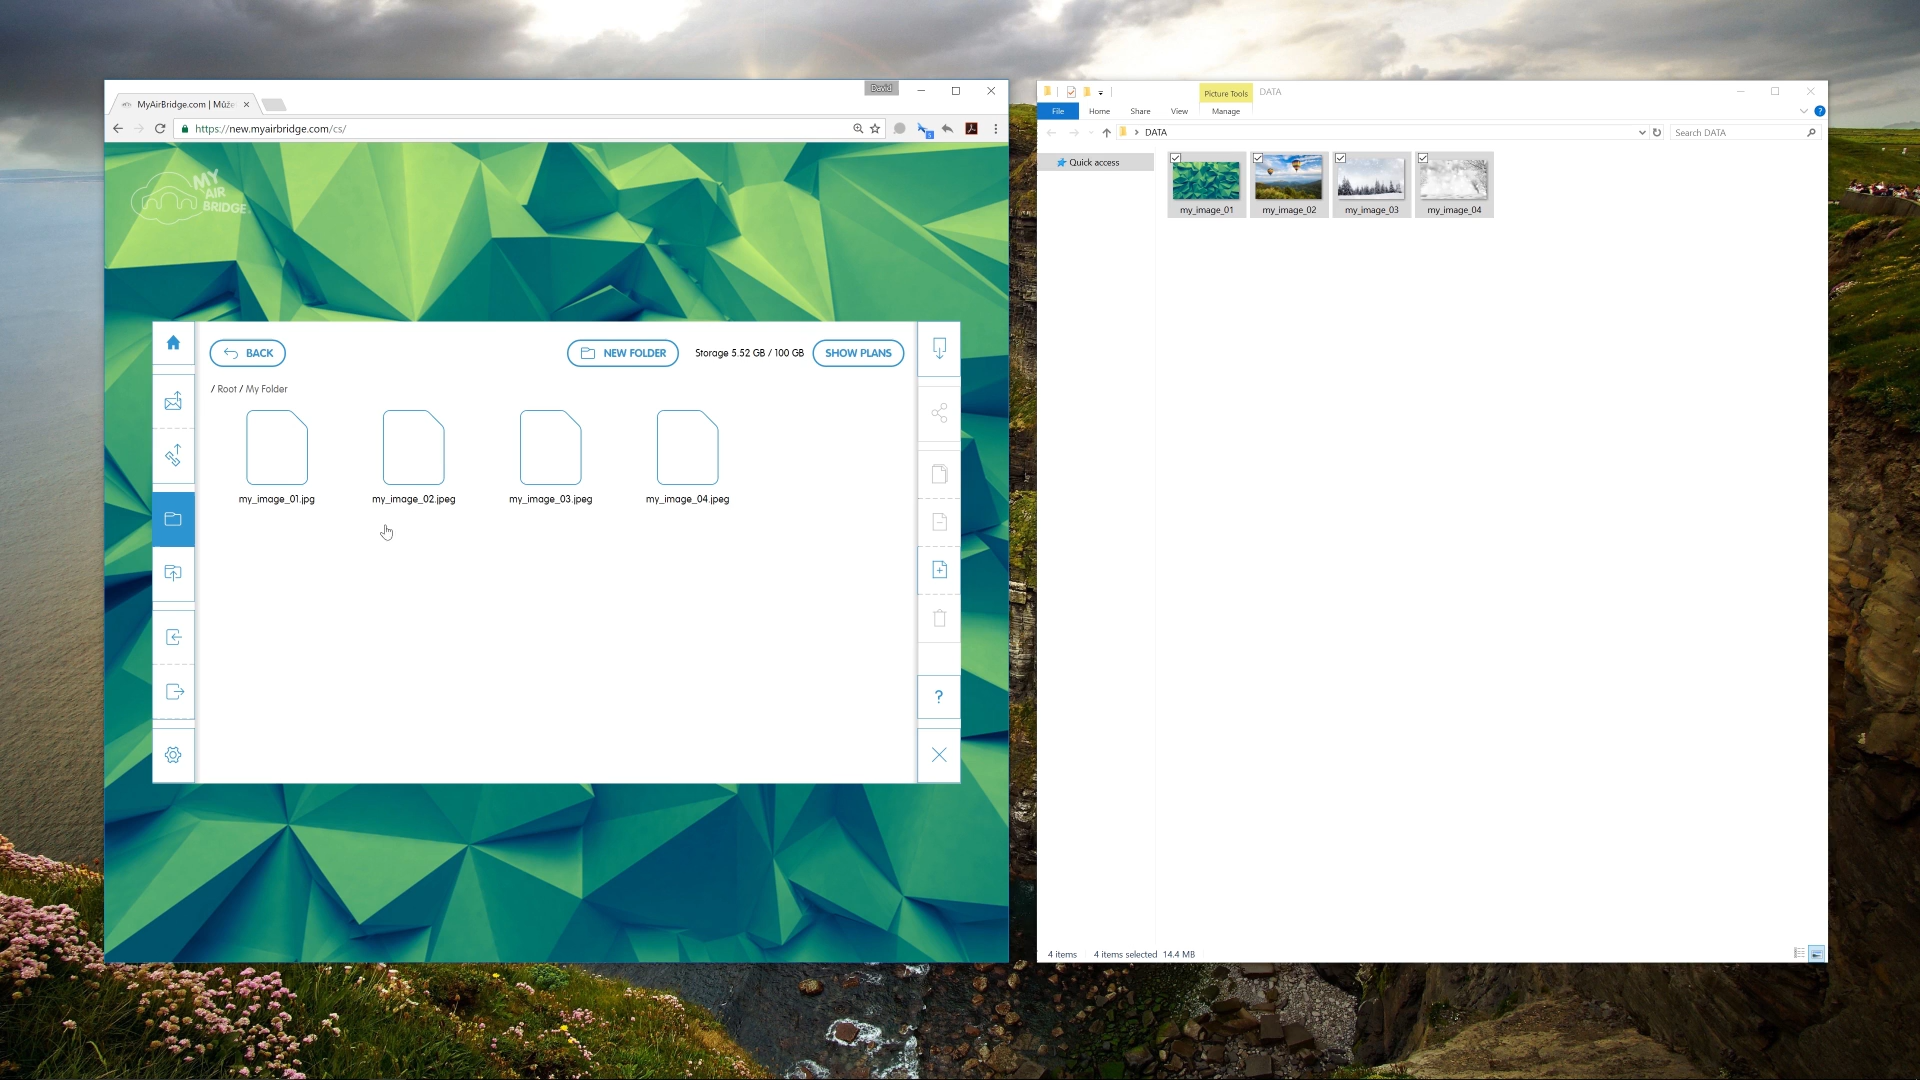 David
MyAirBridge.com | Může
https://new.myairbridge.com/cs/
MY
AIR
BRIDGE
BACK
NEW FOLDER
Storage 5.52 GB / 100 GB
SHOW PLANS
/ Root / My Folder
my_image_01.jpg
my_image_02.jpeg
my_image_03.jpeg
my_image_04.jpeg
?
Picture Tools
DATA
File
Home
Share
View
Manage
?
DATA
Search DATA
Quick access
my_image_01
my_image_02
my_image_03
my_image_04
4 items
4 items selected 14.4 MB